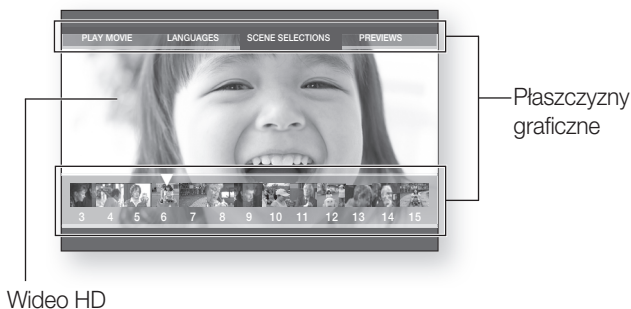 PLAY MOVIE LANGUAGES SCENE SELECTIONS PREVIEWS
Płaszczyzny
graficzne
3 4 5 6 7 8 9 10 11 12 13 14 15
Wideo HD